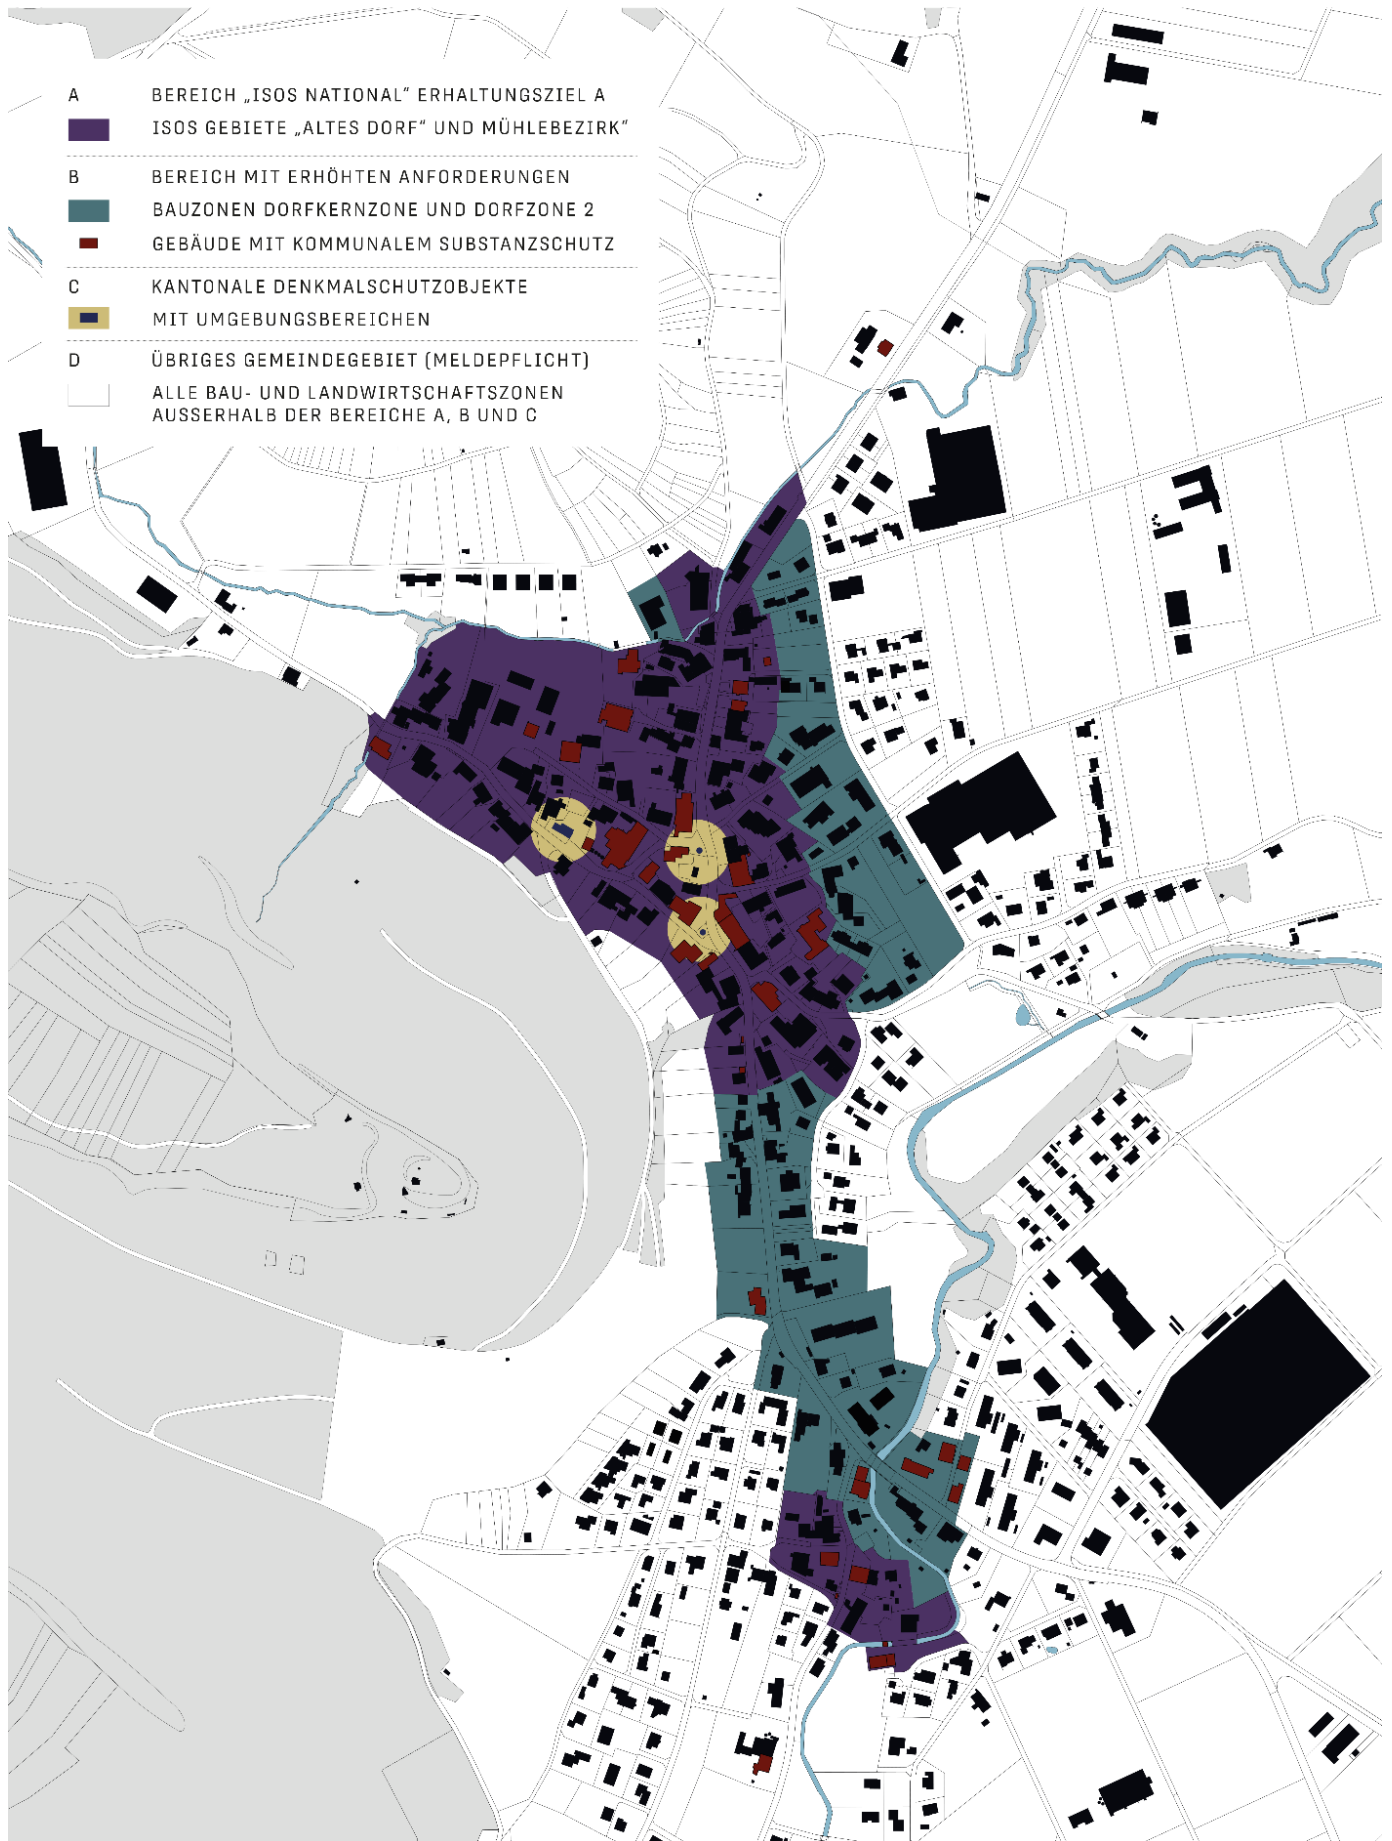 A BEREICH „ISOS NATIONAL“ ERHALTUNGSZIEL A
ISOS GEBIETE „ALTES DORF“ UND MÜHLEBEZIRK“
B BEREICH MIT ERHÖHTEN ANFORDERUNGEN
BAUZONEN DORFKERNZONE UND DORFZONE 2
GEBÄUDE MIT KOMMUNALEM SUBSTANZSCHUTZ
C KANTONALE DENKMALSCHUTZOBJEKTE
MIT UMGEBUNGSBEREICHEN
D ÜBRIGES GEMEINDEGEBIET (MELDEPFLICHT)
ALLE BAU- UND LANDWIRTSCHAFTSZONEN
AUSSERHALB DER BEREICHE A, B UND C